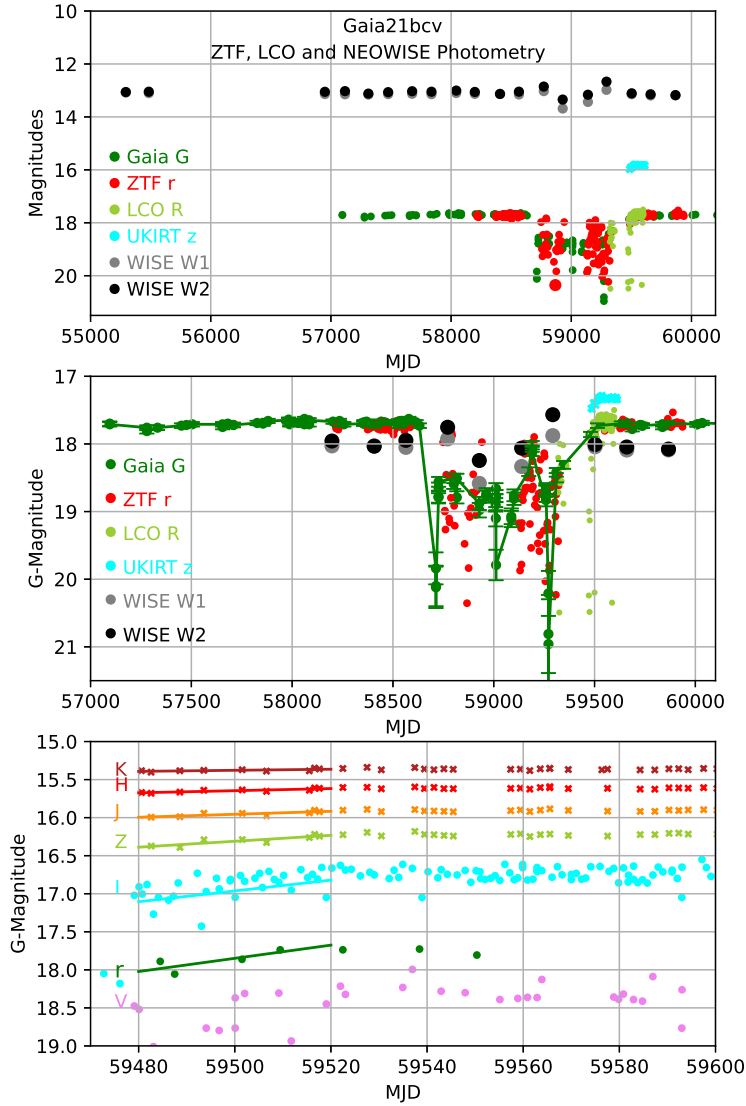 Gaia21bcv
ZTF, LCO and NEOWISE Photometry
10
12
14
16
18
20
Magnitudes
Gaia G
ZTF r
LCO R
UKIRT z
WISE W1
WISE W2
55000 56000 57000 58000 59000 60000
MJD
17
18
19
20
21
G-Magnitude
Gaia G
ZTF r
LCO R
UKIRT z
WISE W1
WISE W2
57000 57500 58000 58500 59000 59500 60000
MJD
15.0
15.5
16.0
16.5
17.0
17.5
18.0
18.5
19.0
G-Magnitude
K
H
J
Z
I
r
V
59480 59500 59520 59540 59560 59580 59600
MJD